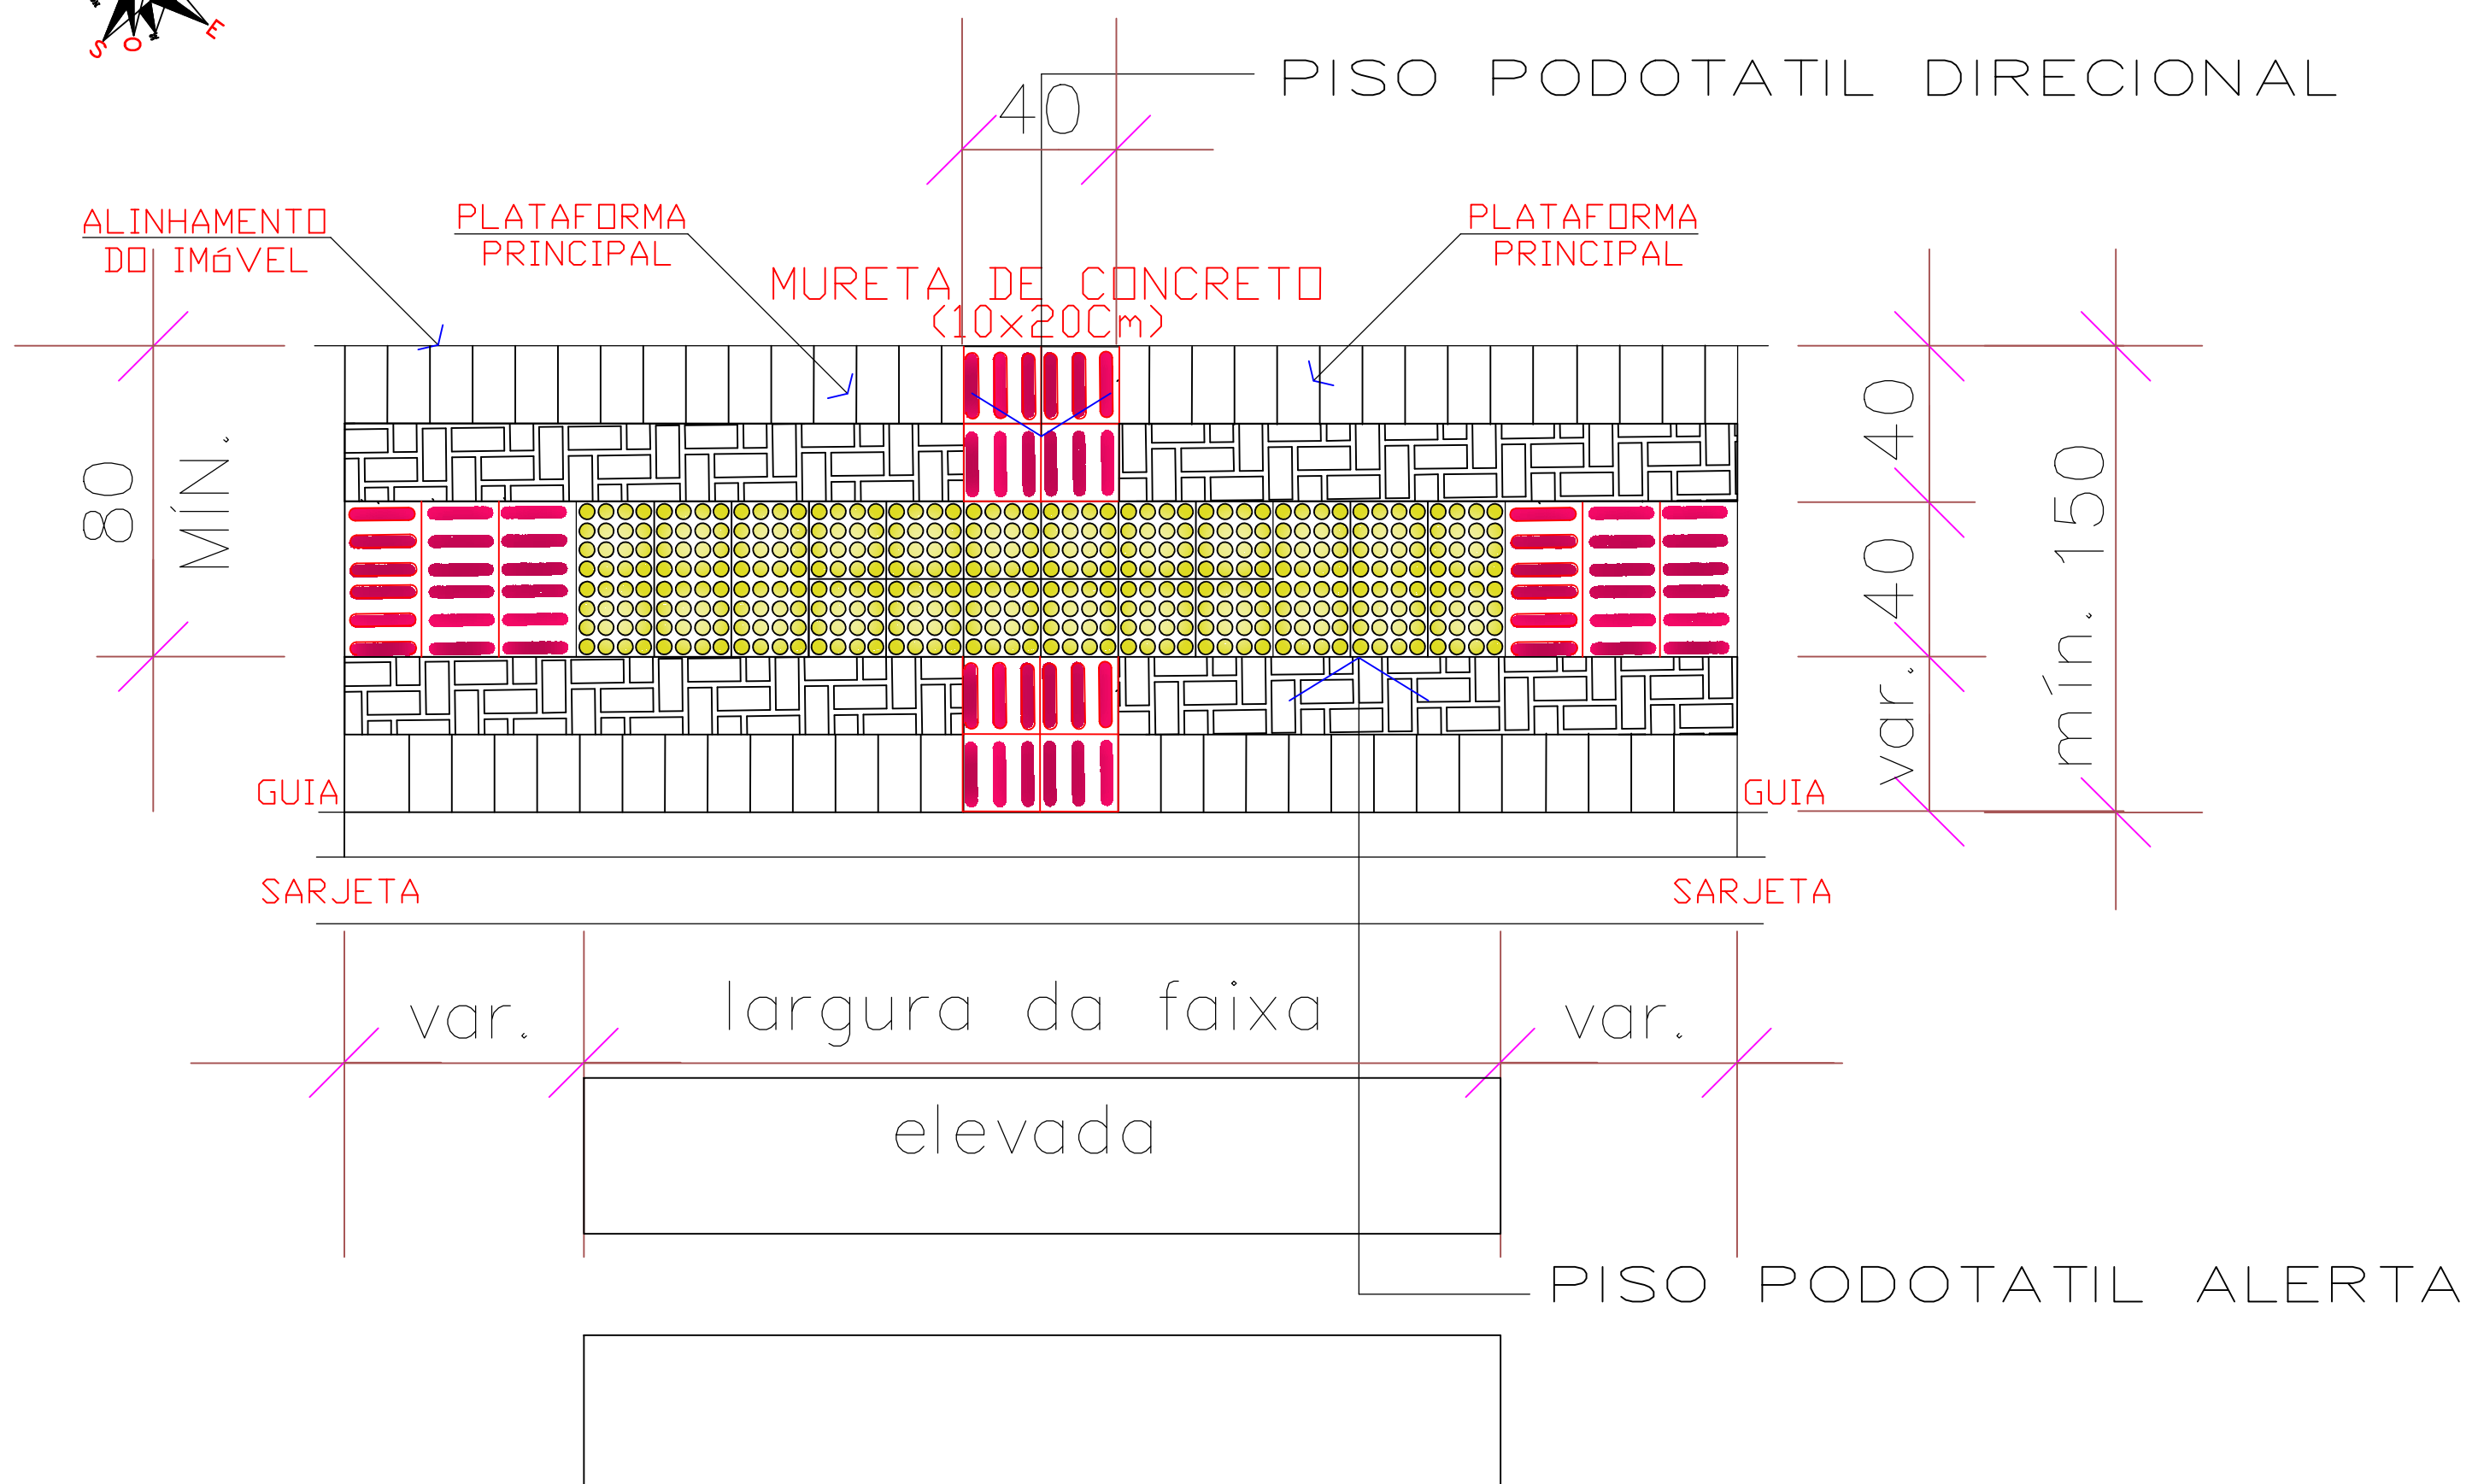 S O E
PISO PODOTATIL DIRECIONAL
40
ALINHAMENTO
DO IMóVEL
PLATAFORMA
PRINCIPAL
PLATAFORMA
PRINCIPAL
MURETA DE CONCRETO
(10x20Cm)
80
MÍN.
40
40
var.
mín. 150
GUIA
GUIA
SARJETA
SARJETA
var.
largura da faixa
var.
elevada
PISO PODOTATIL ALERTA